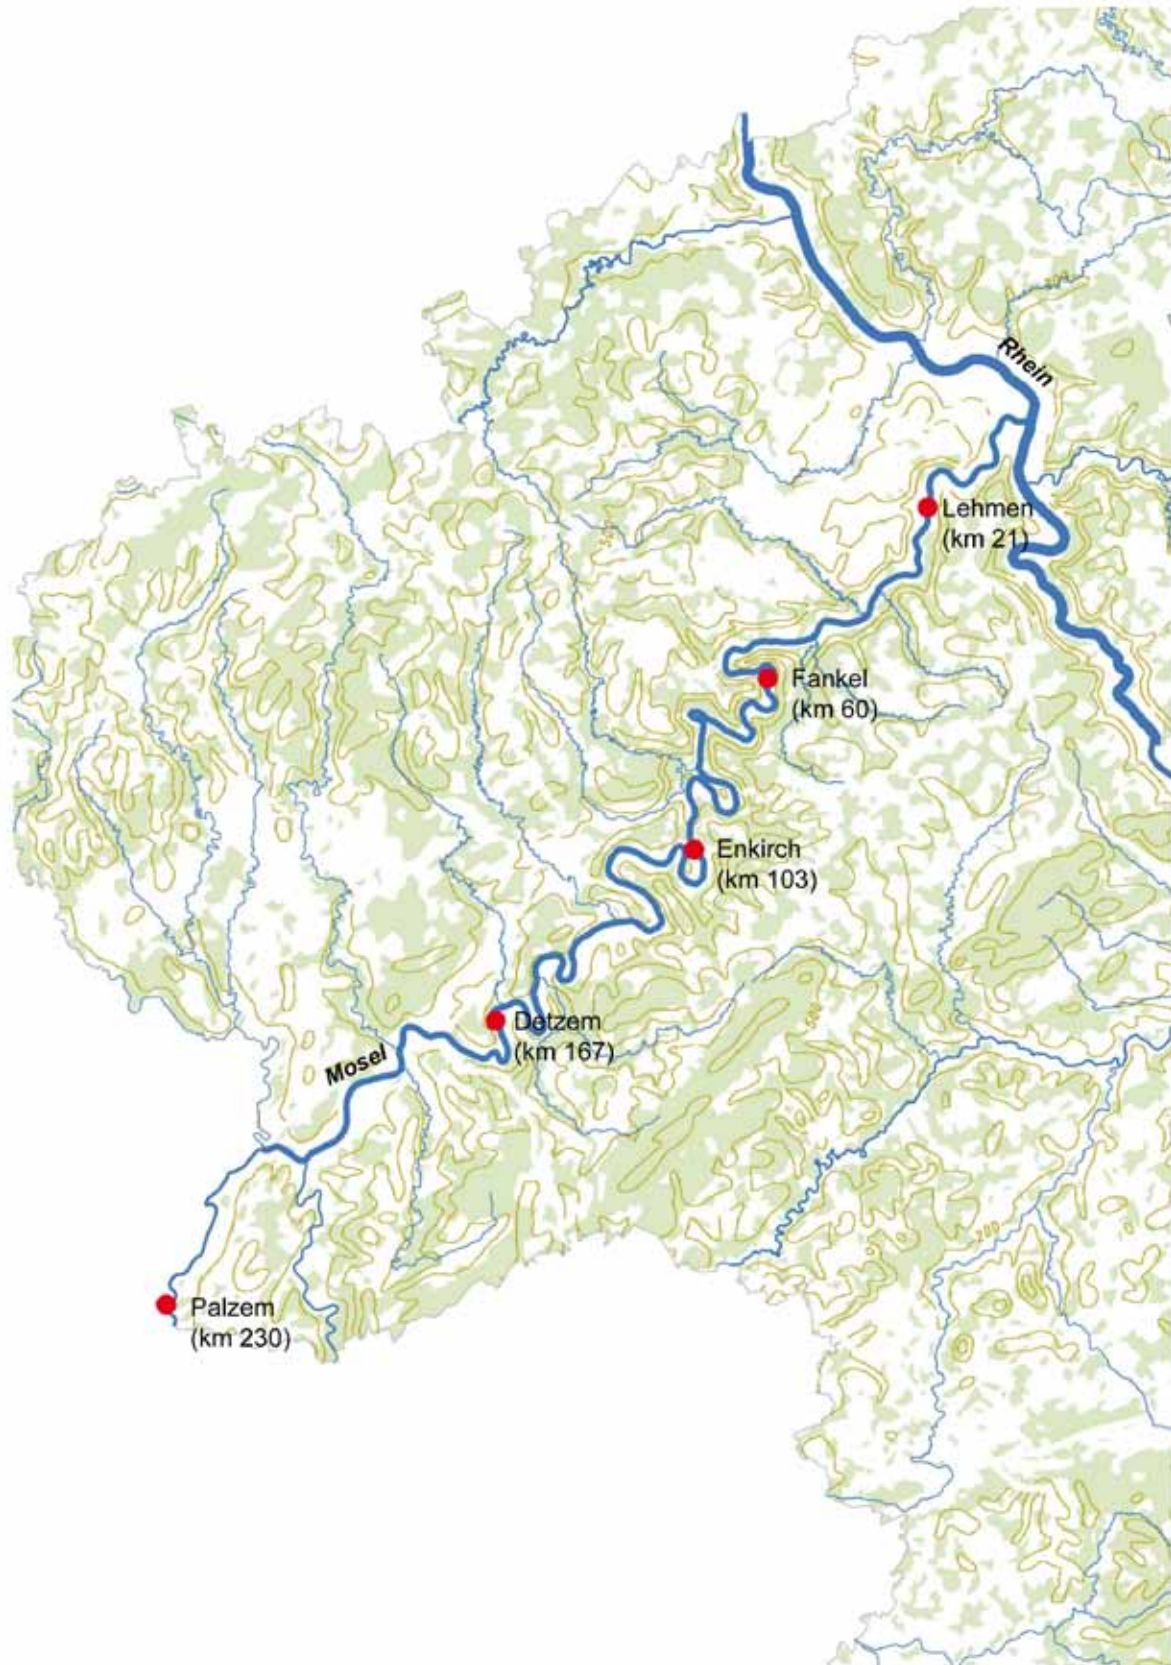 Rhein
Lehmen
(km 21)
Fankel
(km 60)
Enkirch
(km 103)
Detzem
(km 167)
Mosel
Palzem
(km 230)